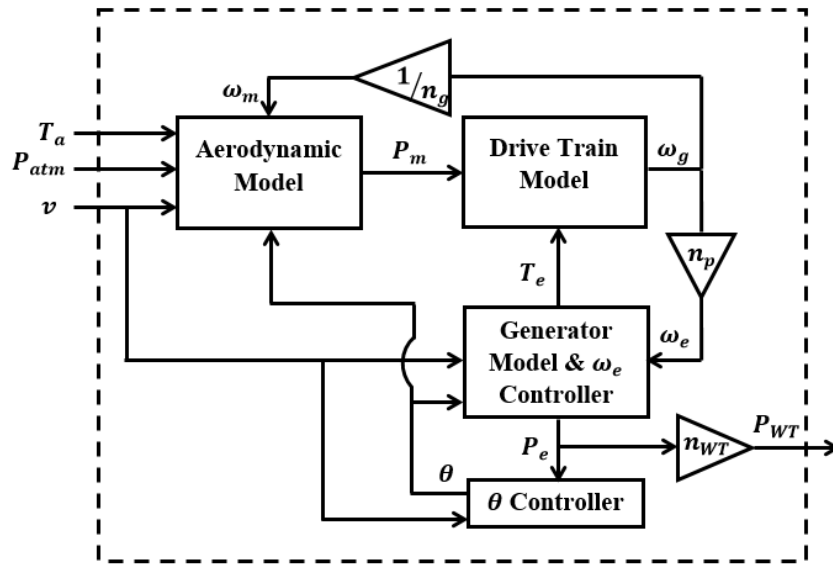 1/n_g
ω_m
T_a
P_atm
v
Aerodynamic
Model
P_m
Drive Train
Model
ω_g
n_p
T_e
Generator
Model & ω_e
Controller
ω_e
P_e
n_WT
P_WT
θ
θ Controller